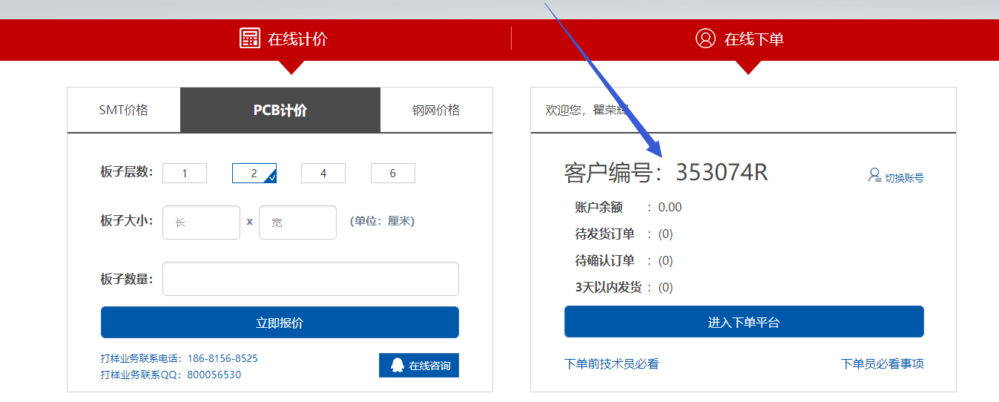 在线计价
在线下单
SMT价格
PCB计价
钢网价格
板子层数：
1
2
4
6
板子大小：
长
x
宽
(单位：厘米)
板子数量：
立即报价
打样业务联系电话：186-8156-8525
打样业务联系QQ：800056530
在线咨询
欢迎您，瞿荣辉
客户编号：353074R
切换账号
账户余额 ：0.00
待发货订单 ：(0)
待确认订单 ：(0)
3天以内发货 ：(0)
进入下单平台
下单前技术员必看
下单员必看事项